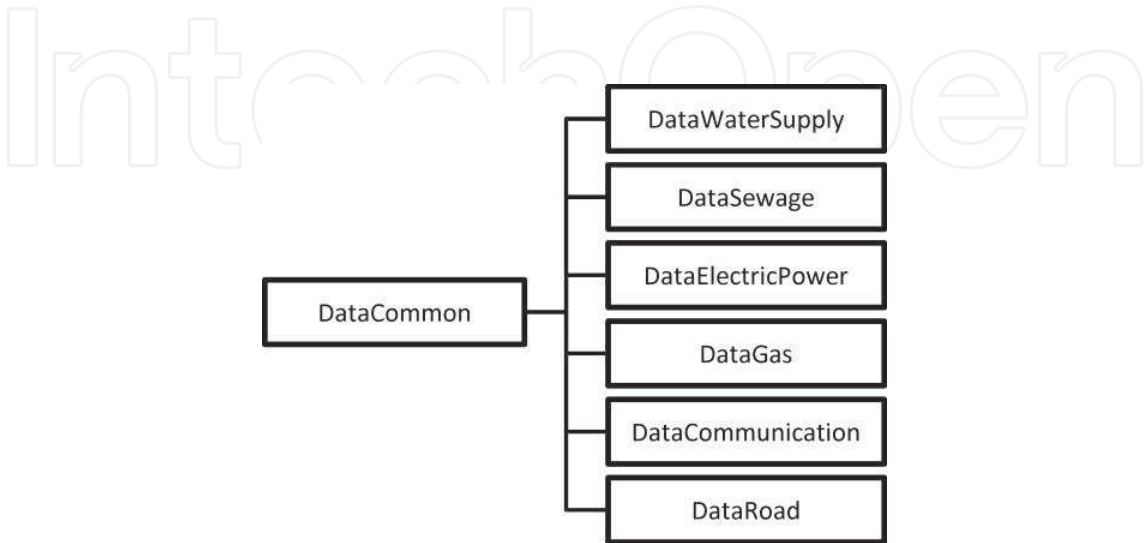 IntechOpen
DataWaterSupply
DataSewage
DataElectricPower
DataCommon
DataGas
DataCommunication
DataRoad